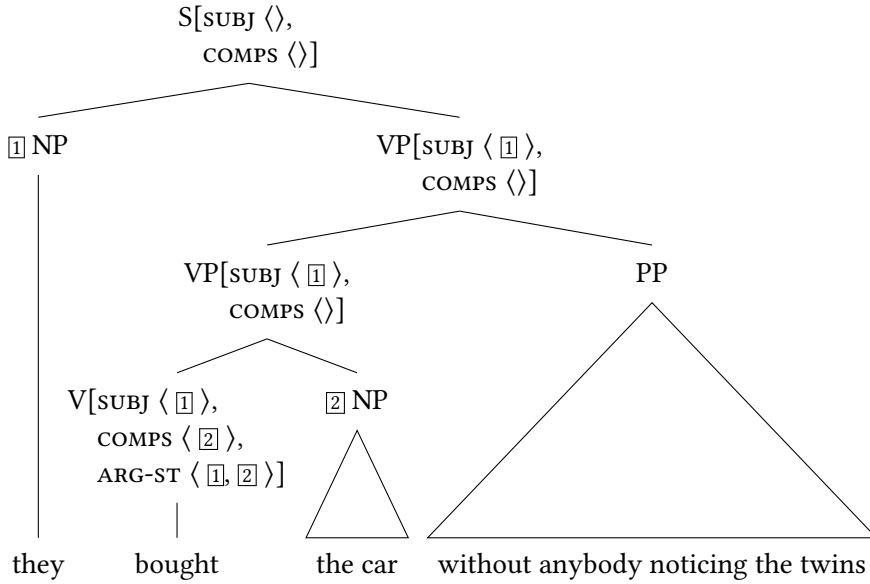 S[SUBJ ⟨⟩,
COMPS ⟨⟩]
1 NP
VP[SUBJ ⟨ 1 ⟩,
COMPS ⟨⟩]
VP[SUBJ ⟨ 1 ⟩,
COMPS ⟨⟩]
PP
V[SUBJ ⟨ 1 ⟩,
COMPS ⟨ 2 ⟩,
ARG-ST ⟨ 1, 2 ⟩]
2 NP
they bought the car without anybody noticing the twins